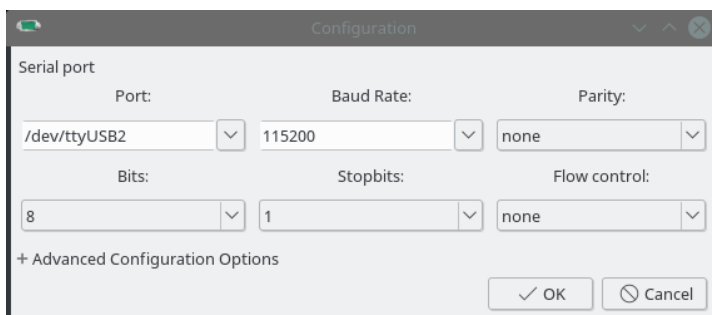 Configuration
Serial port
Port: Baud Rate: Parity:
/dev/ttyUSB2 115200 none
Bits: Stopbits: Flow control:
8 1 none
+ Advanced Configuration Options
OK Cancel